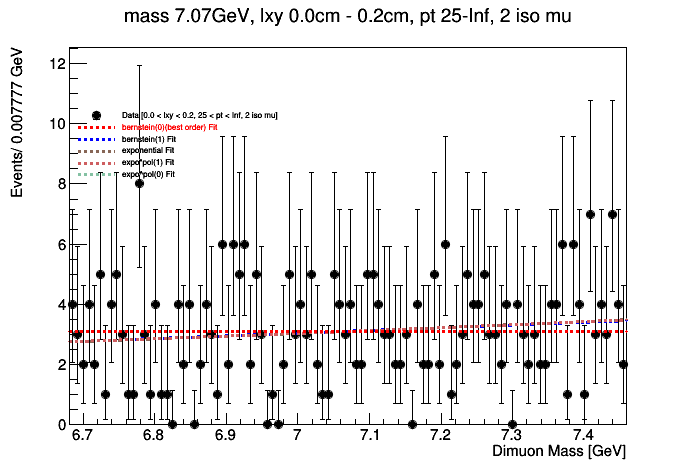 mass 7.07GeV, lxy 0.0cm - 0.2cm, pt 25-Inf, 2 iso mu
Events/ 0.007777 GeV
12
10
8
6
4
2
0
Data [0.0 < lxy < 0.2, 25 < pt < Inf, 2 iso mu]
bernstein(0)(best order) Fit
bernstein(1) Fit
exponential Fit
expo*pol(1) Fit
expo*pol(0) Fit
6.7 6.8 6.9 7 7.1 7.2 7.3 7.4
Dimuon Mass [GeV]